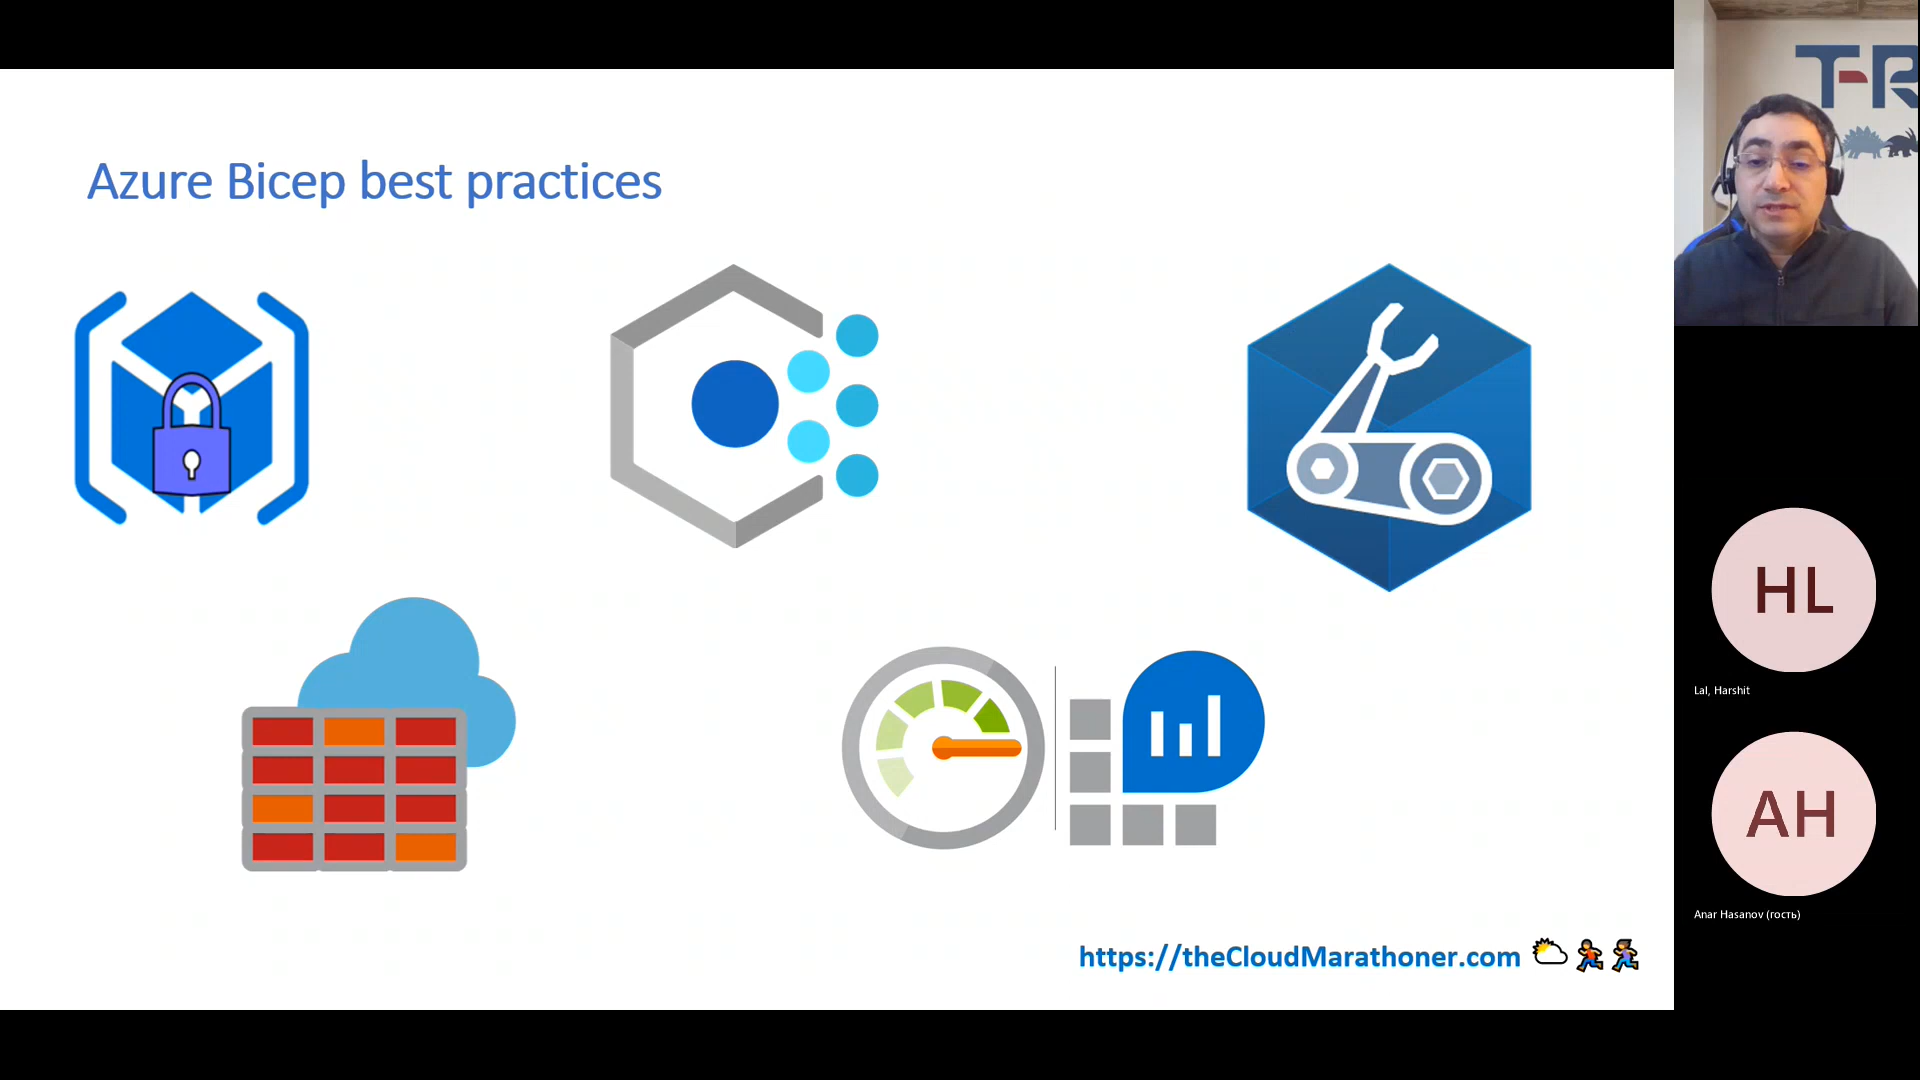 Azure Bicep best practices
https://theCloudMarathoner.com
T-R
HL
Lal, Harshit
AH
Anar Hasanov (гость)